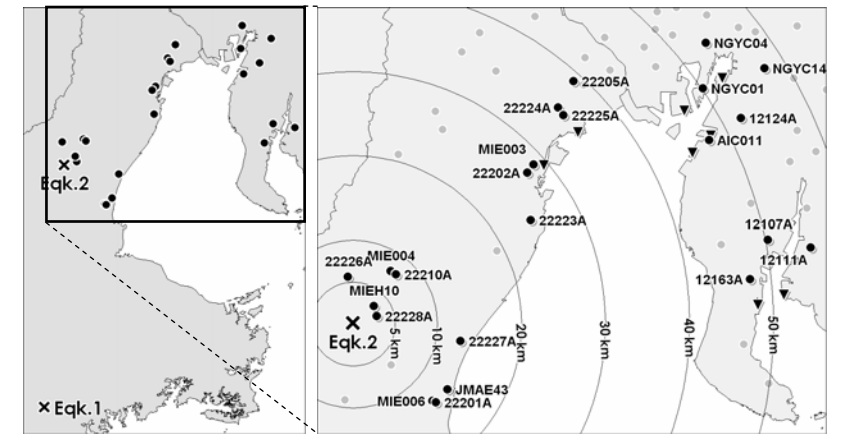 Eqk.2
Eqk.1
NGYC04
NGYC14
22205A
NGYC01
22224A
22225A
12124A
AIC011
MIE003
22202A
22223A
12107A
12111A
22226A
MIE004
22210A
12163A
MIEH10
22228A
Eqk.2
5 km
10 km
20 km
30 km
40 km
50 km
22227A
JMAE43
MIE006
22201A